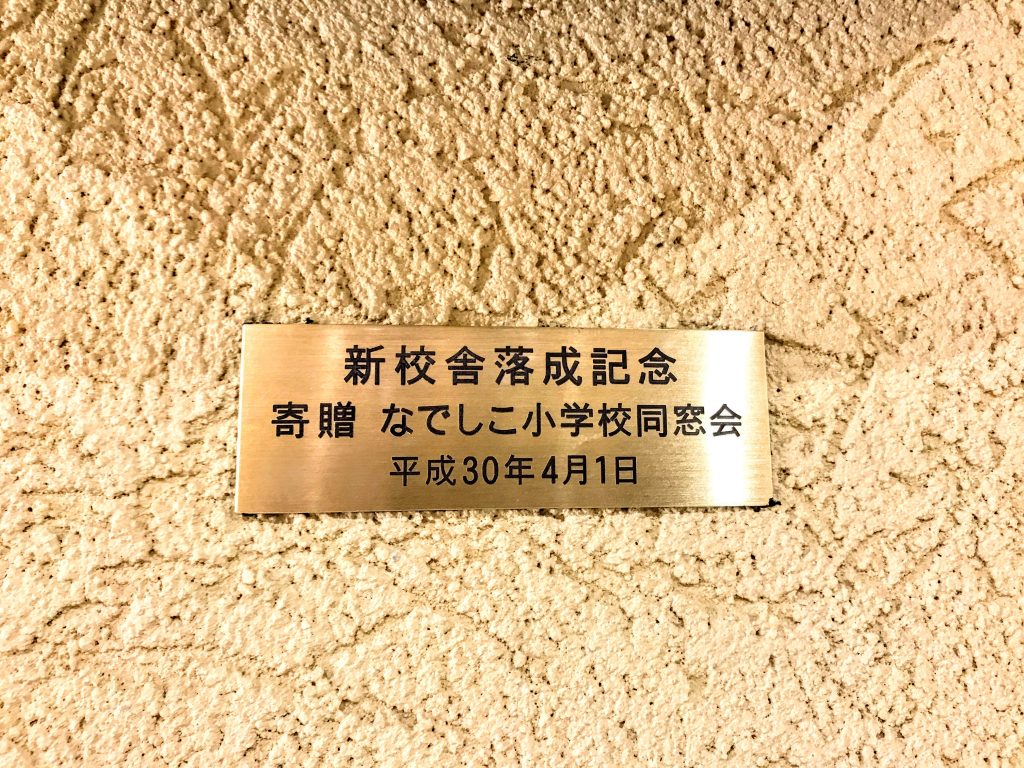 新校舎落成記念
寄贈 なでしこ小学校同窓会
平成30年4月1日